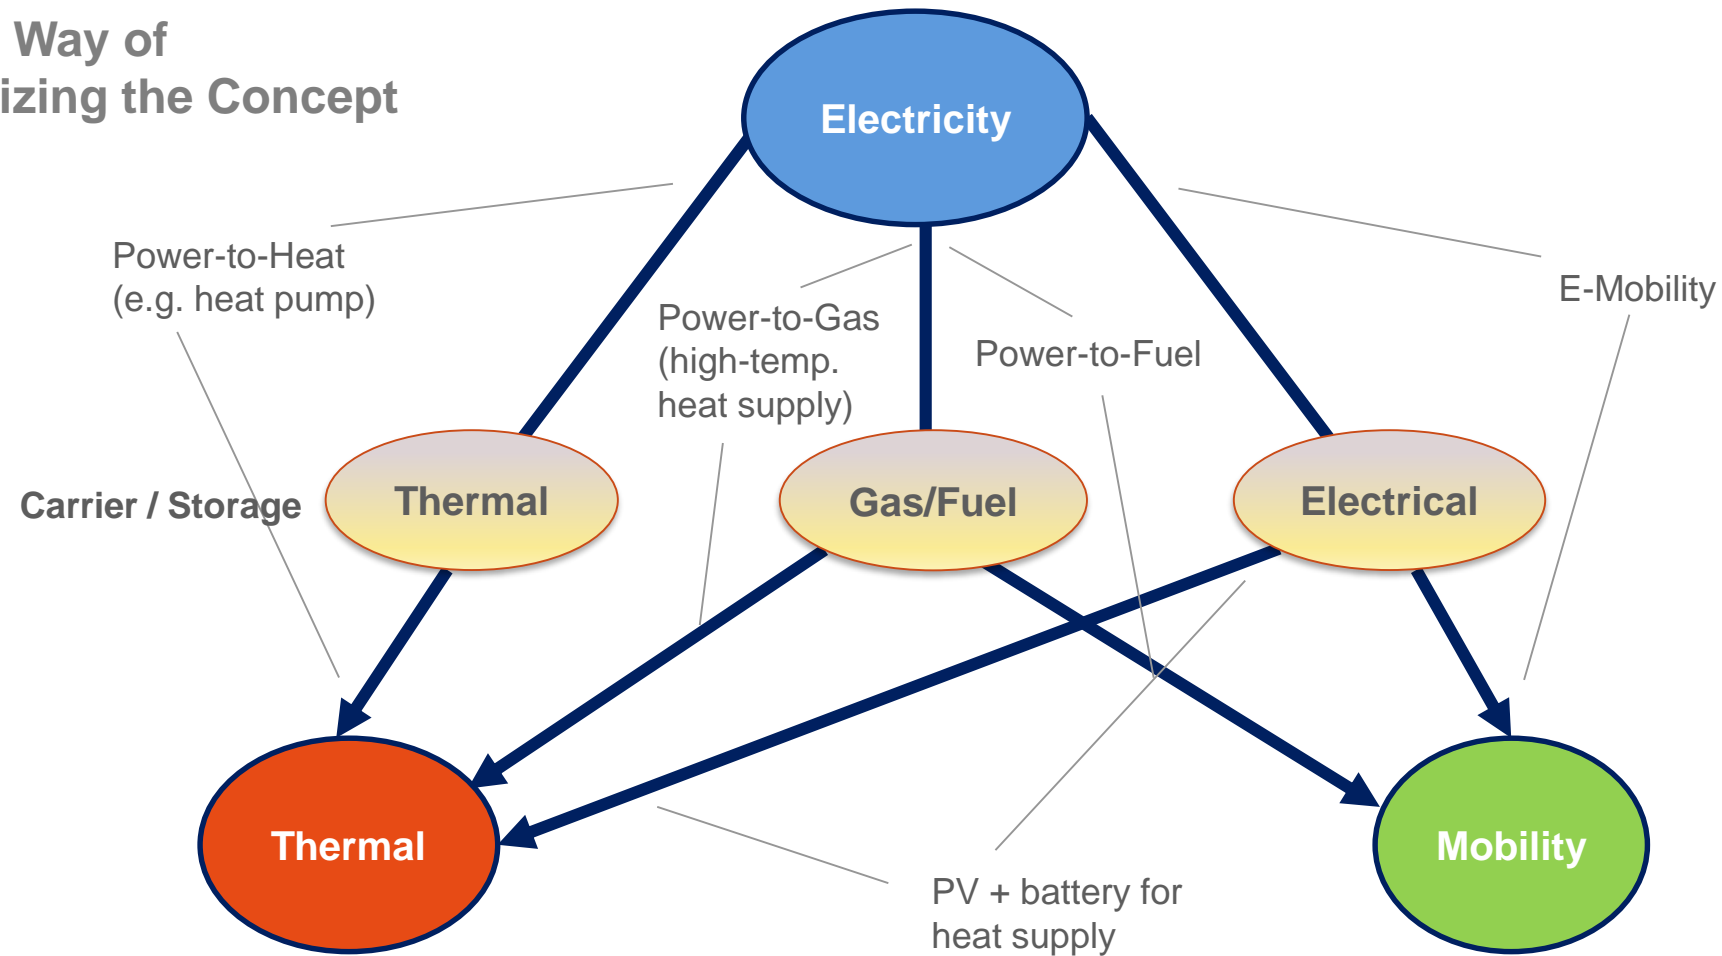 Way of
izing the Concept
Electricity
Power-to-Heat
(e.g. heat pump)
Power-to-Gas
(high-temp.
heat supply)
Power-to-Fuel
E-Mobility
Carrier / Storage
Thermal
Gas/Fuel
Electrical
Thermal
Mobility
PV + battery for
heat supply